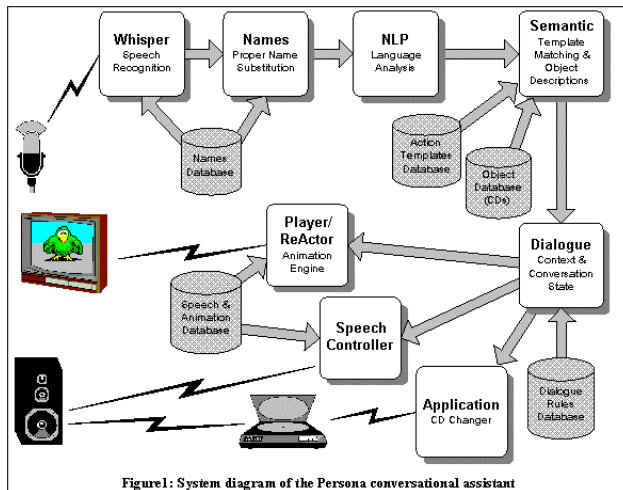 Whisper
Speech
Recognition
Names
Proper Name
Substitution
NLP
Language
Analysis
Semantic
Template
Matching &
Object
Descriptions
Names
Database
Action
Templates
Database
Object
Database
(CDs)
Player/
ReActor
Animation
Engine
Dialogue
Context &
Conversation
State
Speech &
Animation
Database
Speech
Controller
Application
CD Changer
Dialogue
Rules
Database
Figure1: System diagram of the Persona conversational assistant